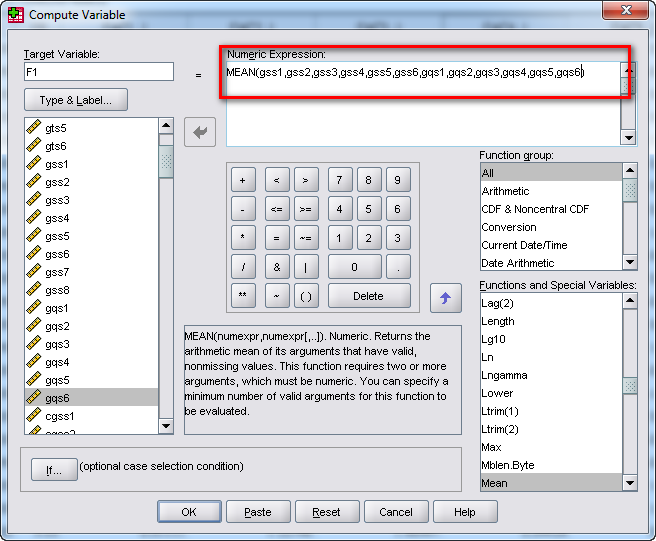 Compute Variable
Target Variable:
F1
Type & Label...
=
Numeric Expression:
MEAN(gss1,gss2,gss3,gss4,gss5,gss6,gqs1,gqs2,gqs3,gqs4,gqs5,gqs6)
gts5
gts6
gss1
gss2
gss3
gss4
gss5
gss6
gss7
gss8
gqs1
gqs2
gqs3
gqs4
gqs5
gqs6
cgss1
+ < > 7 8 9
- <= >= 4 5 6
* = ~= 1 2 3
/ & | 0 .
** ~ ( ) Delete
Function group:
All
Arithmetic
CDF & Noncentral CDF
Conversion
Current Date/Time
Date Arithmetic
Functions and Special Variables:
Lag(2)
Length
Lg10
Ln
Lngamma
Lower
Ltrim(1)
Ltrim(2)
Max
Mblen.Byte
Mean
MEAN(numexpr,numexpr[,..]). Numeric. Returns the
arithmetic mean of its arguments that have valid,
nonmissing values. This function requires two or more
arguments, which must be numeric. You can specify a
minimum number of valid arguments for this function to
be evaluated.
If... (optional case selection condition)
OK Paste Reset Cancel Help